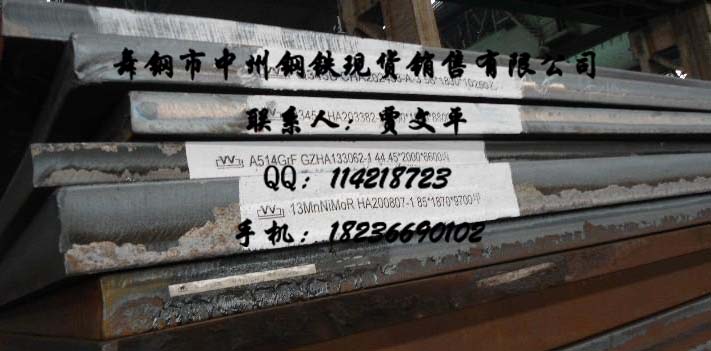 舞钢市中州钢铁现货销售有限公司
联系人：贾文平
A514GrF GZHA133062-1 44.45*2000*8600
QQ：114218723
13MnNiMoR HA200807-1 85*1870*9700
手机：18236690102